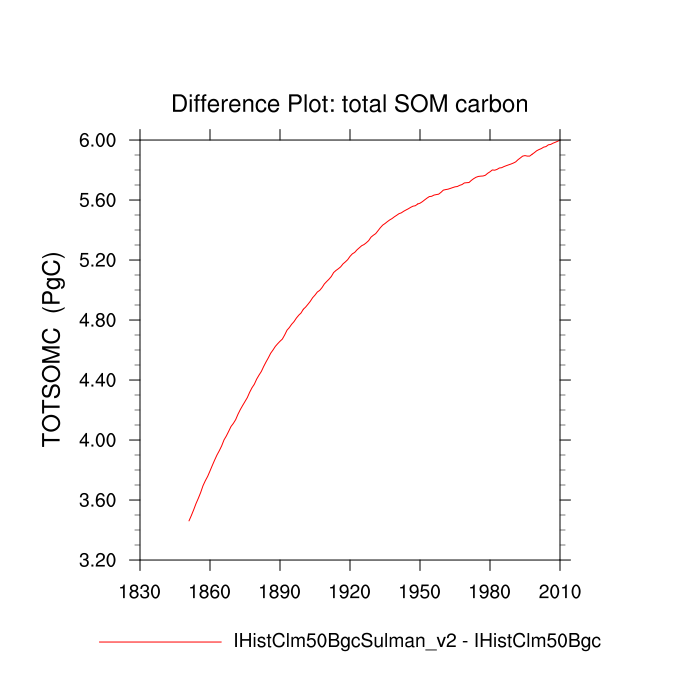 Difference Plot: total SOM carbon
TOTSOMC (PgC)
6.00
5.60
5.20
4.80
4.40
4.00
3.60
3.20
1830 1860 1890 1920 1950 1980 2010
IHistClm50BgcSulman_v2 - IHistClm50Bgc